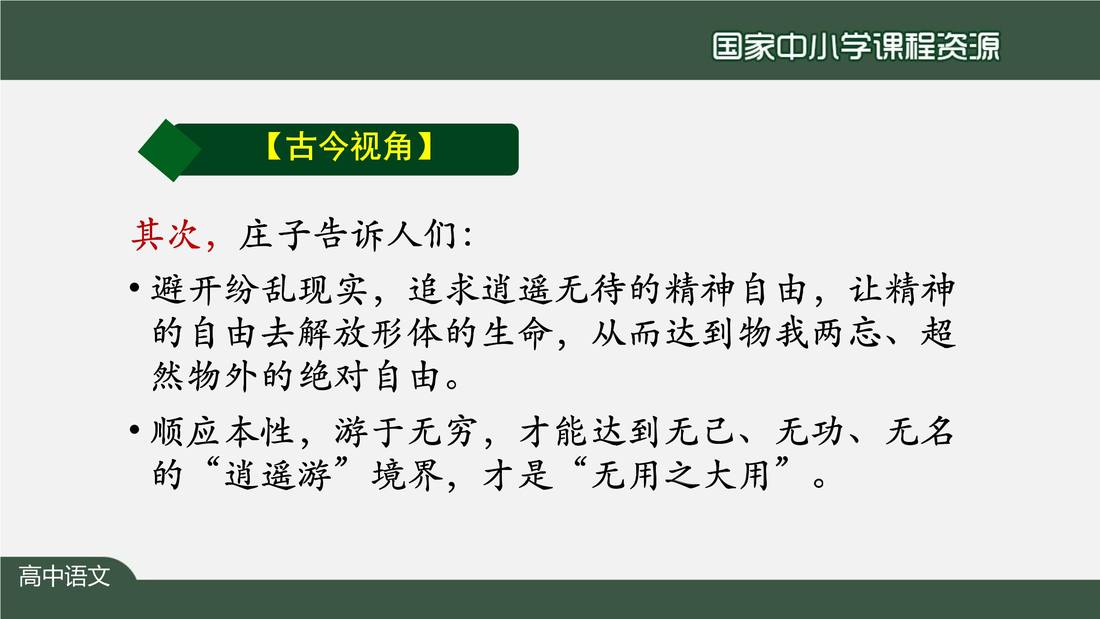 国家中小学课程资源
【古今视角】
其次，庄子告诉人们：
•避开纷乱现实，追求逍遥无待的精神自由，让精神
的自由去解放形体的生命，从而达到物我两忘、超
然物外的绝对自由。
•顺应本性，游于无穷，才能达到无己、无功、无名
的“逍遥游”境界，才是“无用之大用”。
高中语文